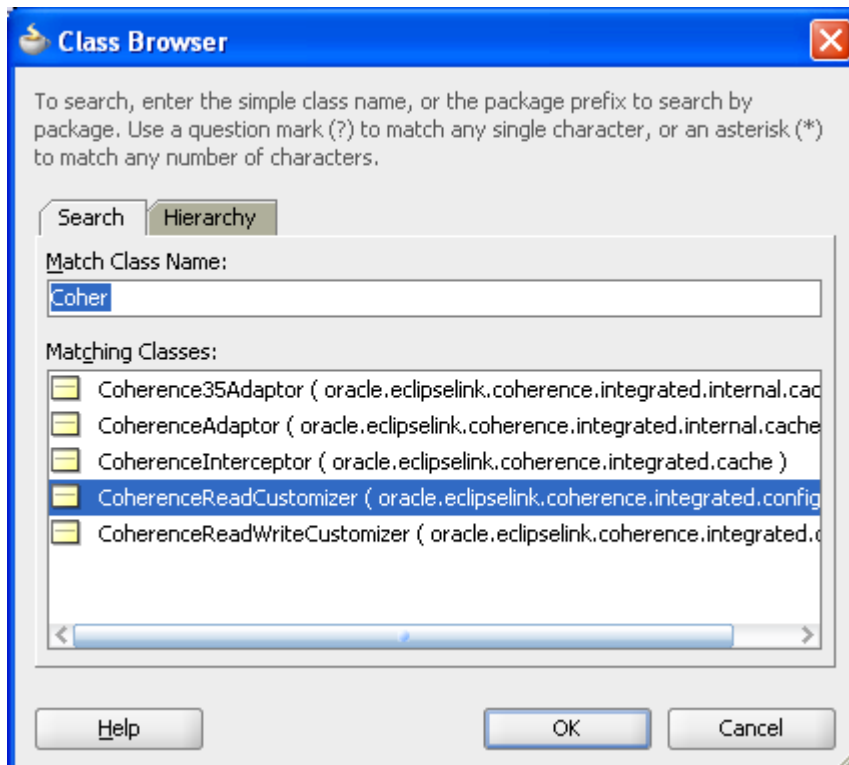 Class Browser
To search, enter the simple class name, or the package prefix to search by
package. Use a question mark (?) to match any single character, or an asterisk (*)
to match any number of characters.
Search Hierarchy
Match Class Name:
Coher
Matching Classes:
Coherence35Adaptor ( oracle.eclipselink.coherence.integrated.internal.cac
CoherenceAdaptor ( oracle.eclipselink.coherence.integrated.internal.cache
CoherenceInterceptor ( oracle.eclipselink.coherence.integrated.cache )
CoherenceReadCustomizer ( oracle.eclipselink.coherence.integrated.config
CoherenceReadWriteCustomizer ( oracle.eclipselink.coherence.integrated.c
Help OK Cancel